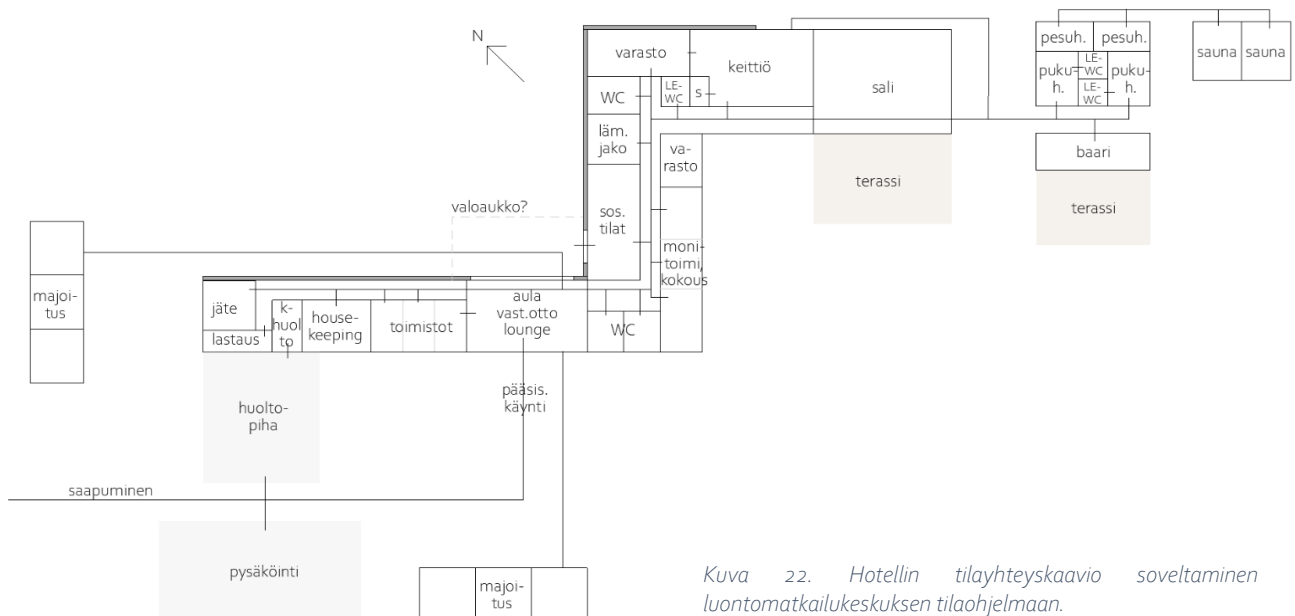 N
varasto
keittiö
sali
pesuh.
pesuh.
sauna
sauna
puku-
h.
LE-
WC
LE-
WC
puku-
h.
WC
LE-
WC
s
läm.
jako
va-
rasto
baari
terassi
terassi
valoaukko?
sos.
tilat
moni-
toimi,
kokous
majoi-
tus
jäte
lastaus
k-
huol
to
house-
keeping
toimistot
aula
vast.otto
lounge
WC
pääsis.
käynti
huolto-
piha
saapuminen
pysäköinti
majoi-
tus
Kuva 22. Hotellin tilayhteyskaavio soveltaminen
luontomatkailukeskuksen tilaohjelmaan.